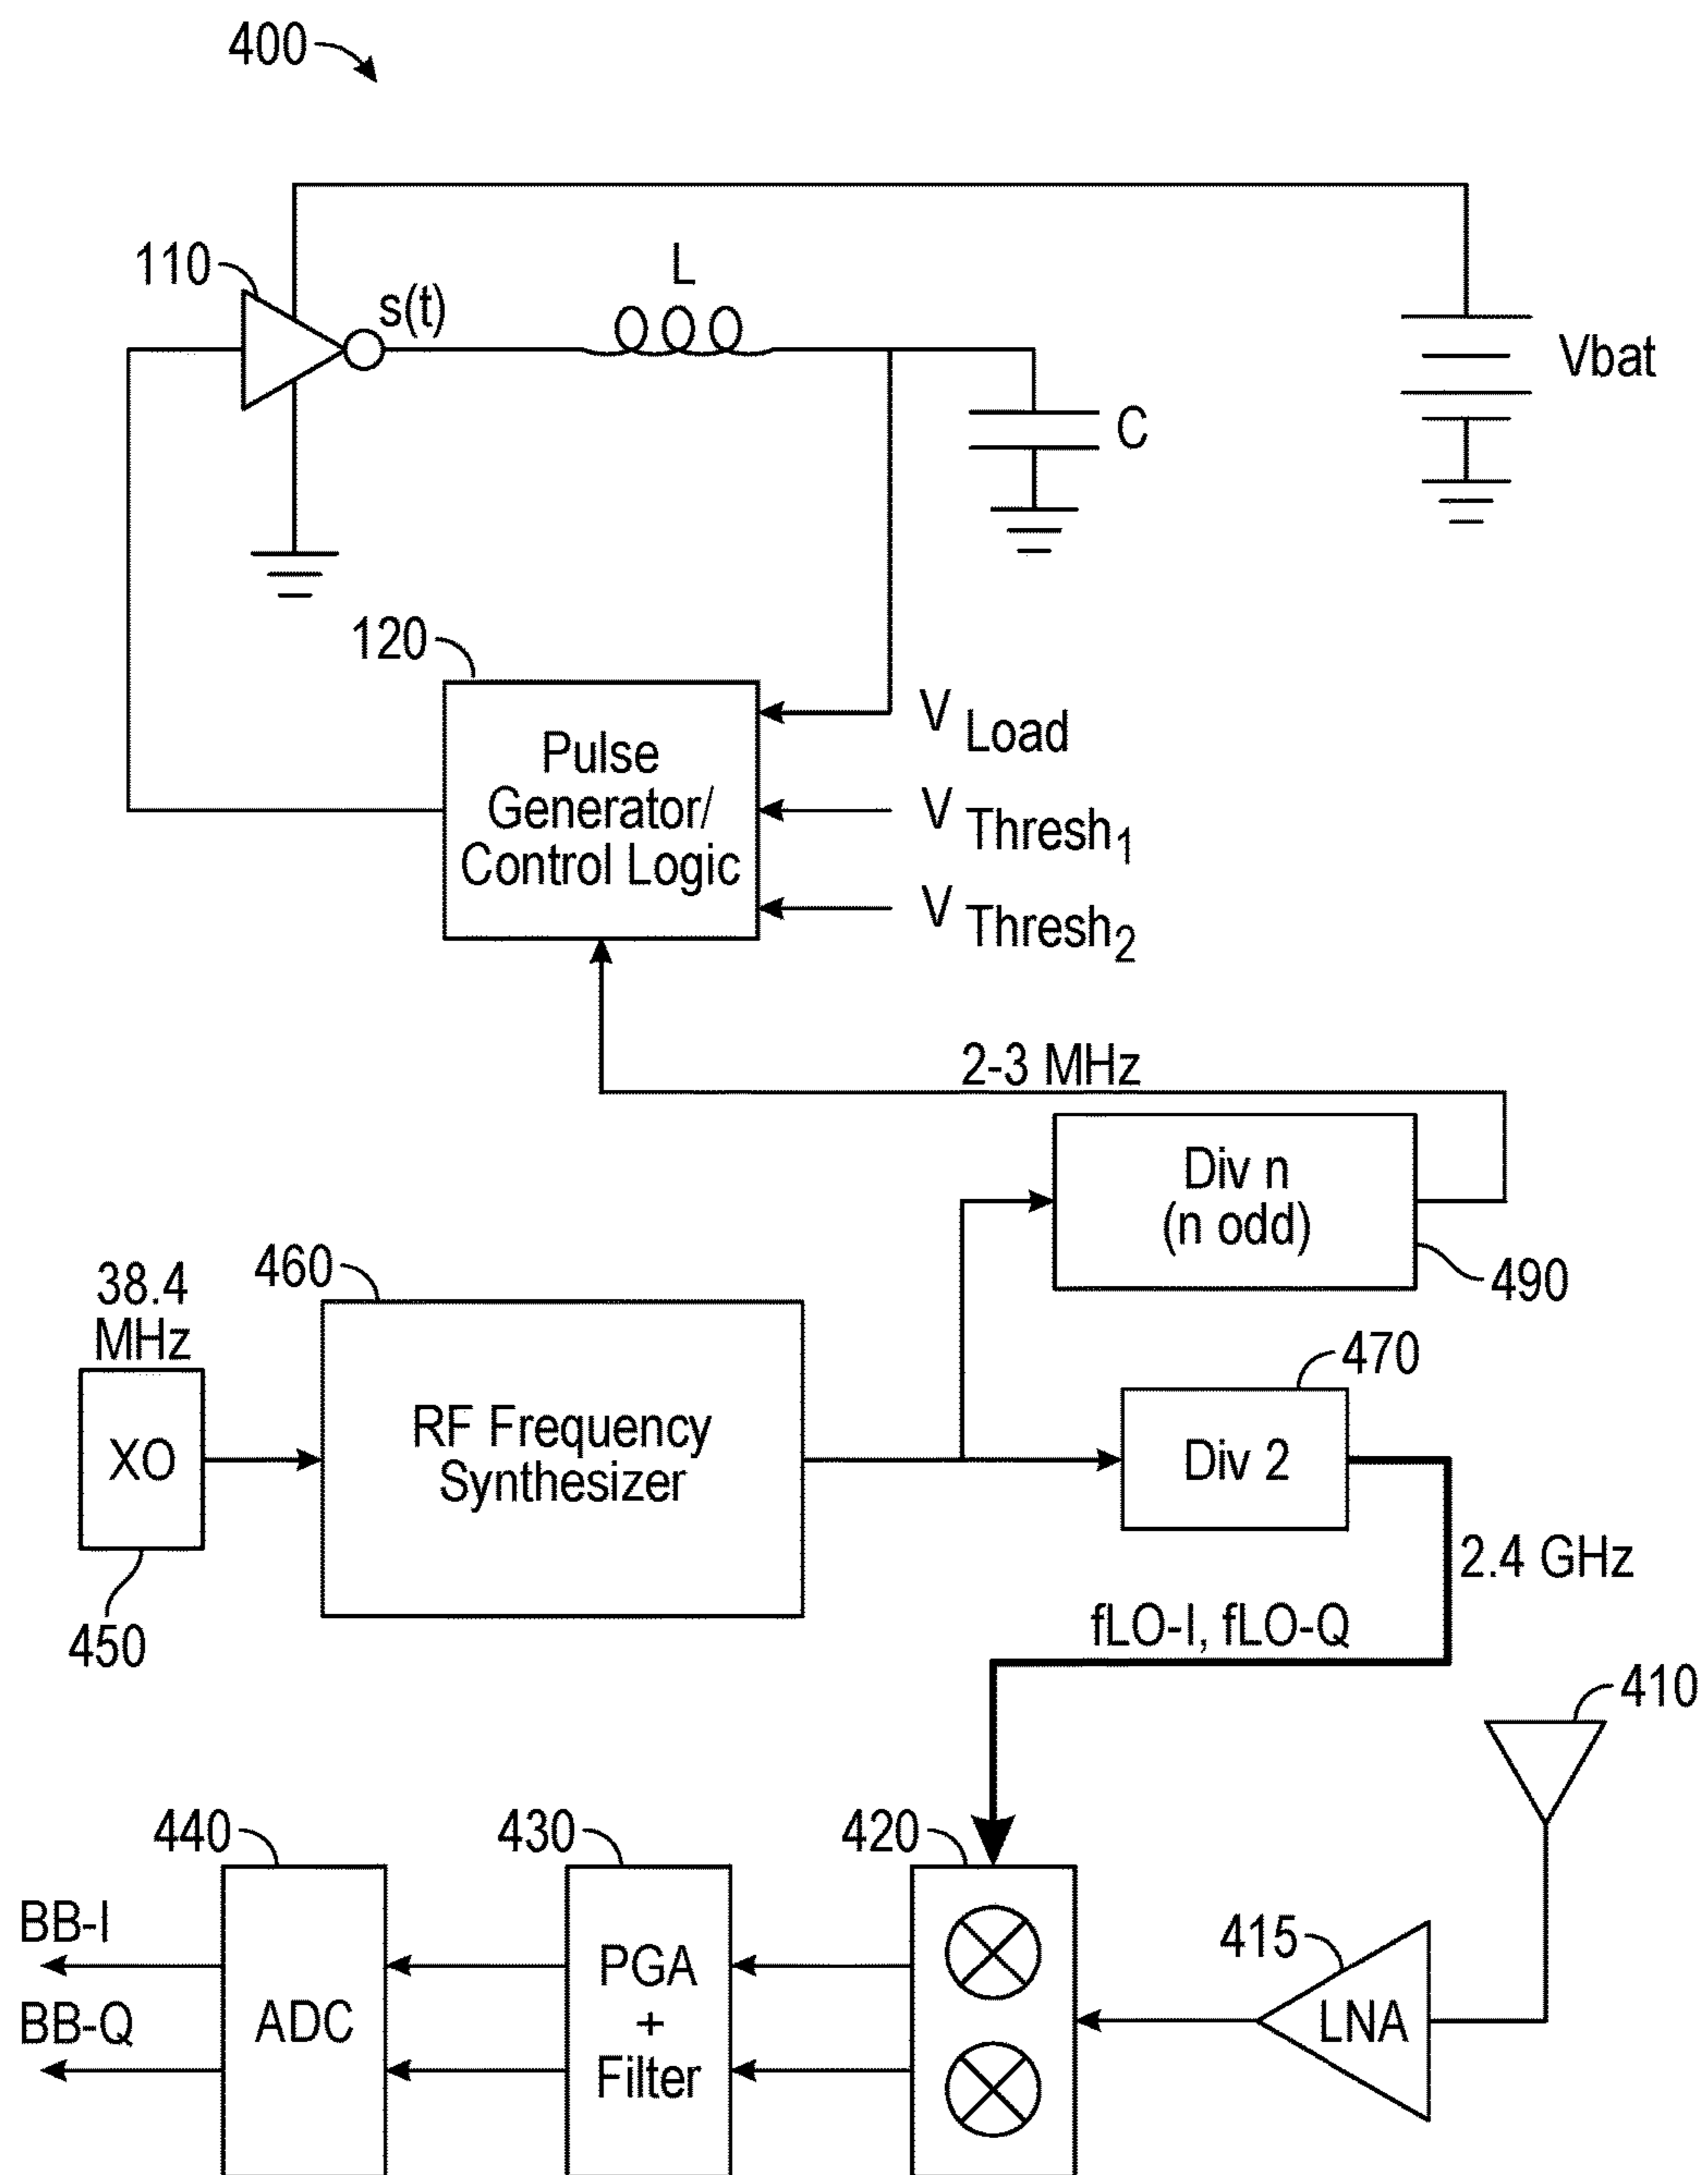 400
110
s(t)
L
Vbat
C
120
Pulse
Generator/
Control Logic
V Load
V Thresh1
V Thresh2
2-3 MHz
Div n
(n odd)
490
38.4
MHz
460
470
XO
RF Frequency
Synthesizer
Div 2
450
2.4 GHz
fLO-I, fLO-Q
410
440
430
420
415
BB-I
BB-Q
ADC
PGA
+
Filter
LNA